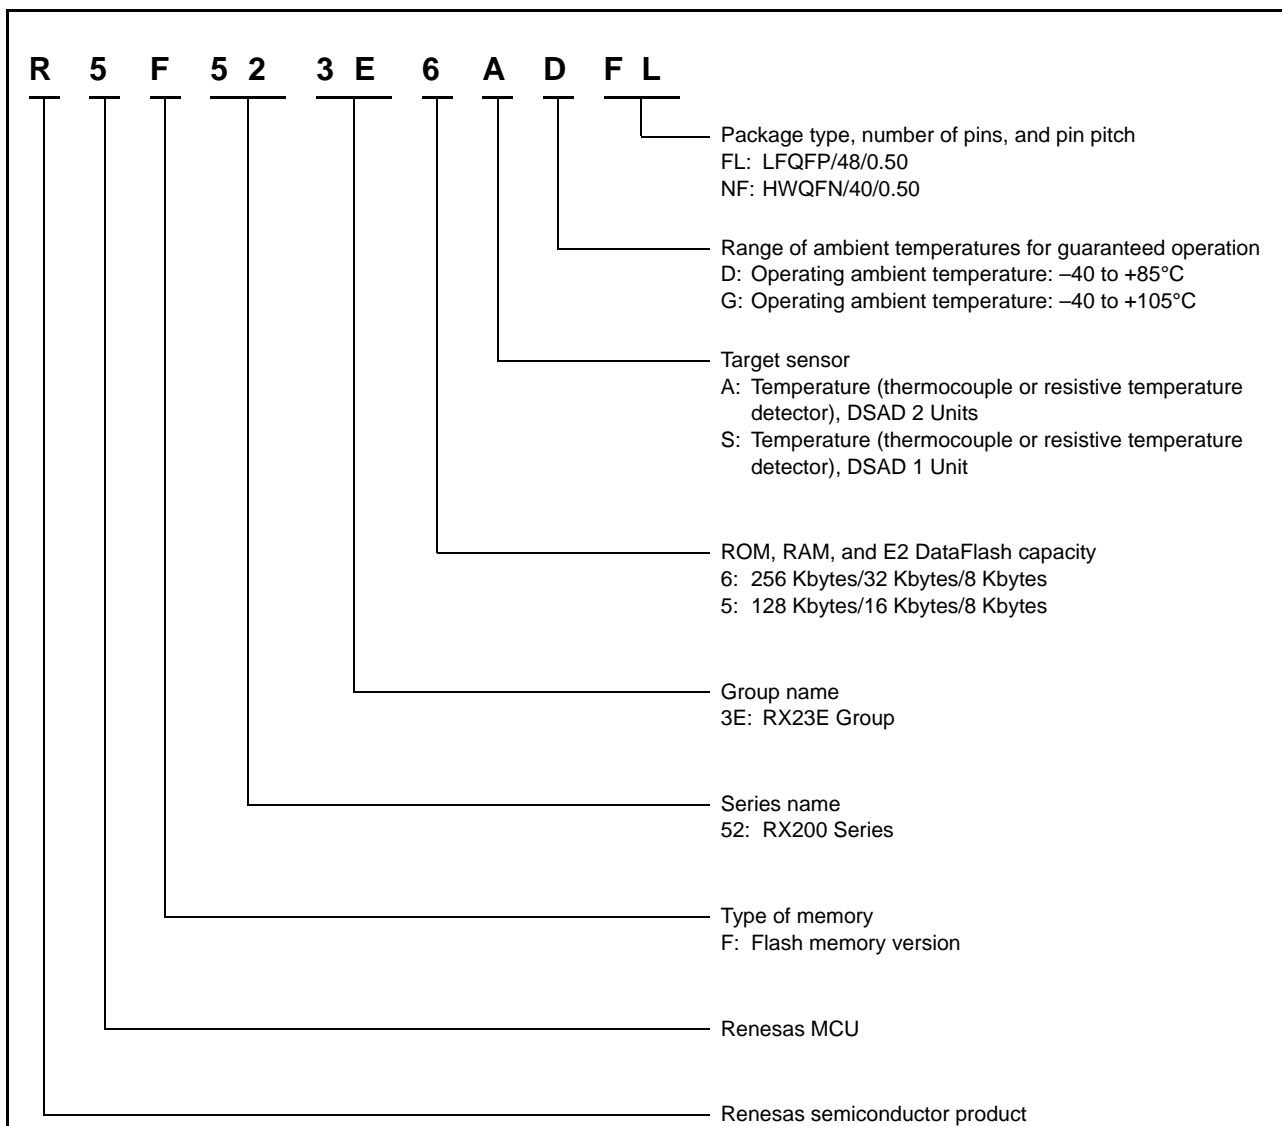 R 5 F 5 2 3 E 6 A D F L
Package type, number of pins, and pin pitch
FL: LFQFP/48/0.50
NF: HWQFN/40/0.50
Range of ambient temperatures for guaranteed operation
D: Operating ambient temperature: –40 to +85°C
G: Operating ambient temperature: –40 to +105°C
Target sensor
A: Temperature (thermocouple or resistive temperature
detector), DSAD 2 Units
S: Temperature (thermocouple or resistive temperature
detector), DSAD 1 Unit
ROM, RAM, and E2 DataFlash capacity
6: 256 Kbytes/32 Kbytes/8 Kbytes
5: 128 Kbytes/16 Kbytes/8 Kbytes
Group name
3E: RX23E Group
Series name
52: RX200 Series
Type of memory
F: Flash memory version
Renesas MCU
Renesas semiconductor product